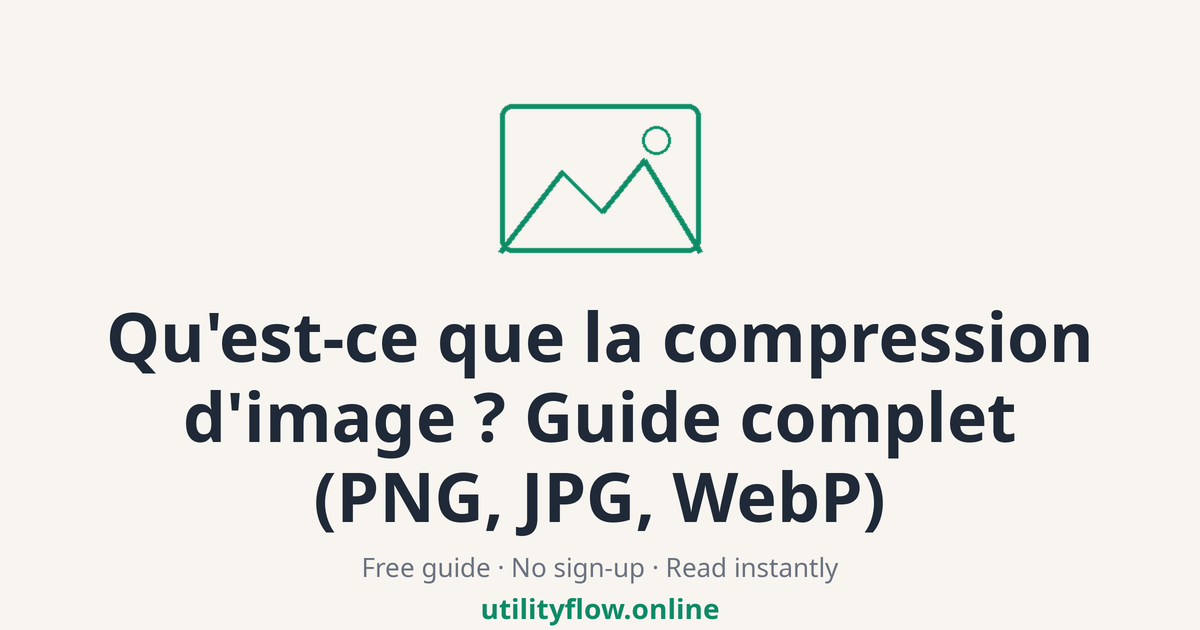 Qu'est-ce que la compression
d'image ? Guide complet
(PNG, JPG, WebP)
Free guide · No sign-up · Read instantly
utilityflow.online